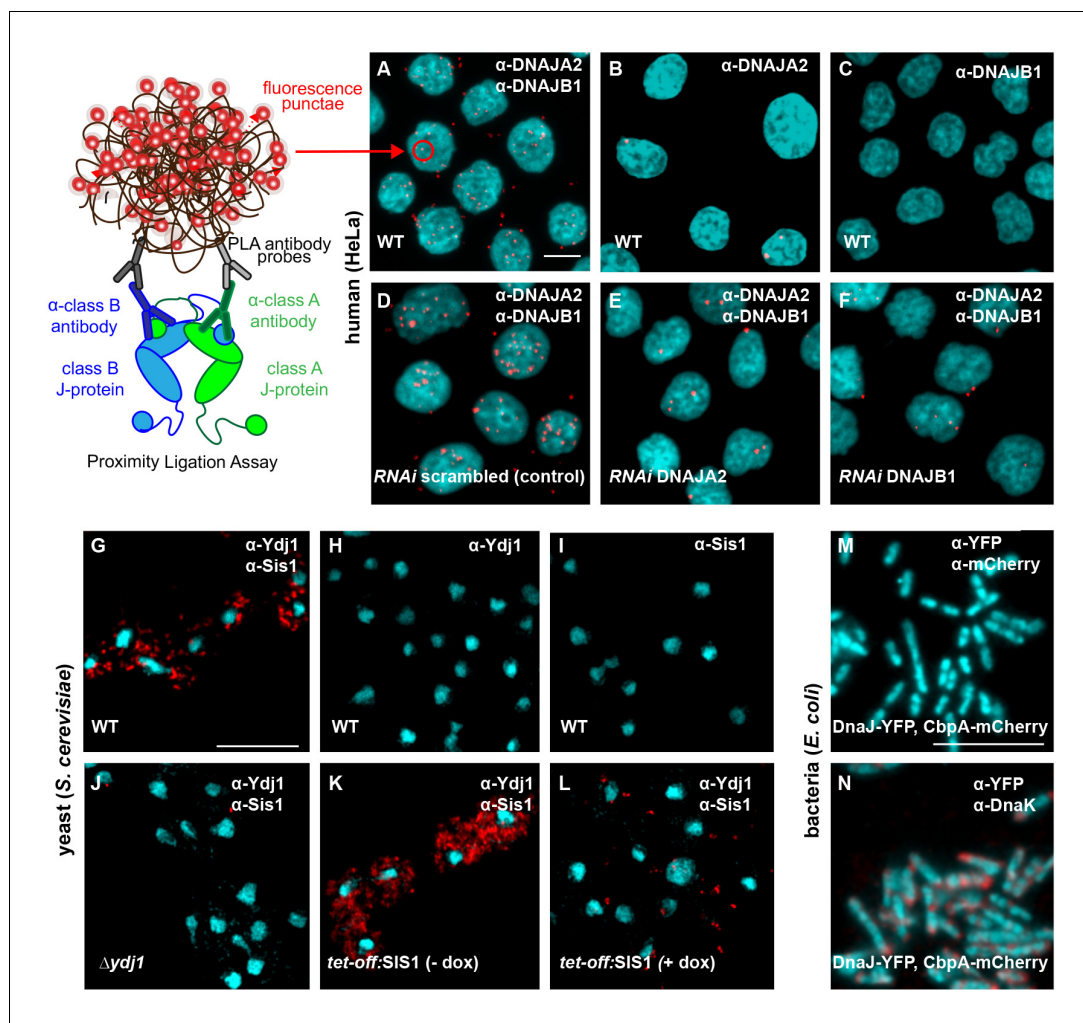 fluorescence
punctae
PLA antibody
probes
α-class B
antibody
α-class A
antibody
class B
J-protein
class A
J-protein
Proximity Ligation Assay
human (HeLa)
A
α-DNAJA2
α-DNAJB1
WT
B
α-DNAJA2
WT
C
α-DNAJB1
WT
D
α-DNAJA2
α-DNAJB1
RNAi scrambled (control)
E
α-DNAJA2
α-DNAJB1
RNAi DNAJA2
F
α-DNAJA2
α-DNAJB1
RNAi DNAJB1
yeast (S. cerevisiae)
G
α-Ydj1
α-Sis1
WT
H
α-Ydj1
WT
I
α-Sis1
WT
J
α-Ydj1
α-Sis1
Δydj1
K
α-Ydj1
α-Sis1
tet-off:SIS1 (- dox)
L
α-Ydj1
α-Sis1
tet-off:SIS1 (+ dox)
bacteria (E. coli)
M
α-YFP
α-mCherry
DnaJ-YFP, CbpA-mCherry
N
α-YFP
α-DnaK
DnaJ-YFP, CbpA-mCherry